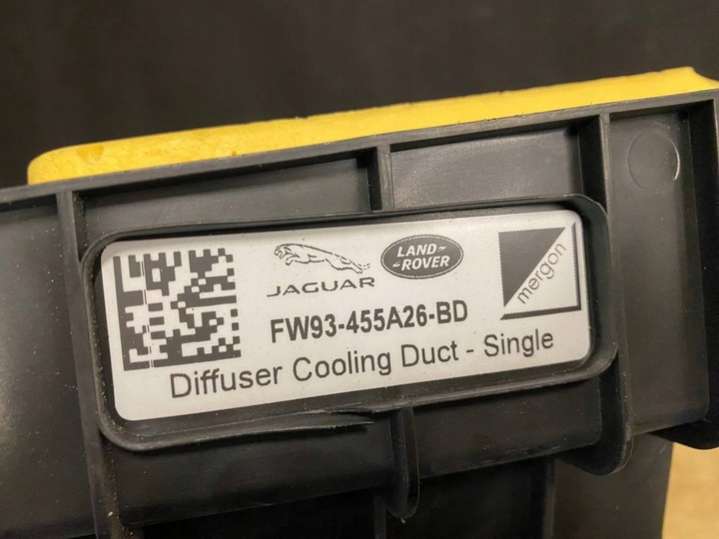 JAGUAR
LAND-
-ROVER
mergon
FW93-455A26-BD
Diffuser Cooling Duct - Single